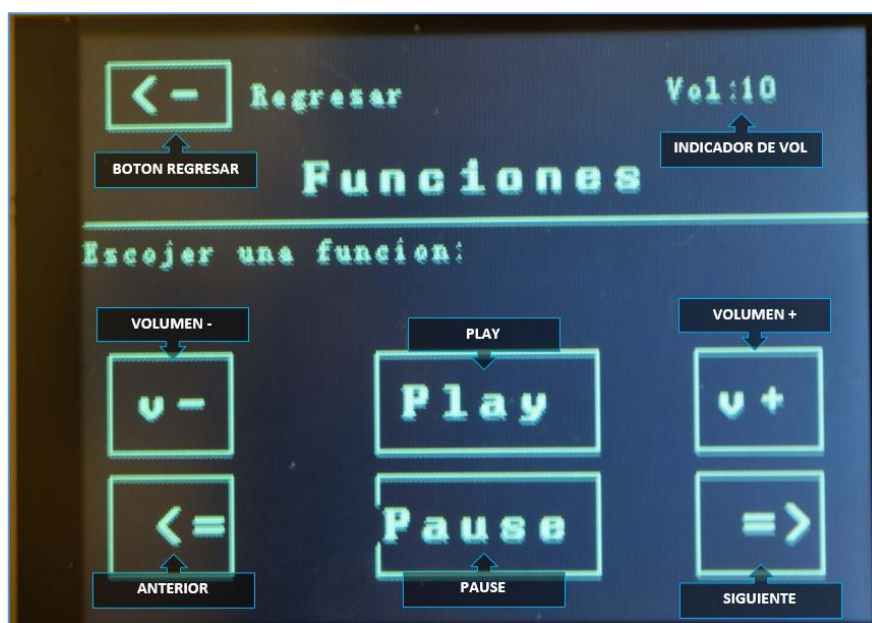 <- Regresar Vol:10
BOTON REGRESAR
INDICADOR DE VOL
Funciones
Escojer una funcion:
VOLUMEN -
PLAY
VOLUMEN +
v- Play v+
<= Pause =>
ANTERIOR
PAUSE
SIGUIENTE